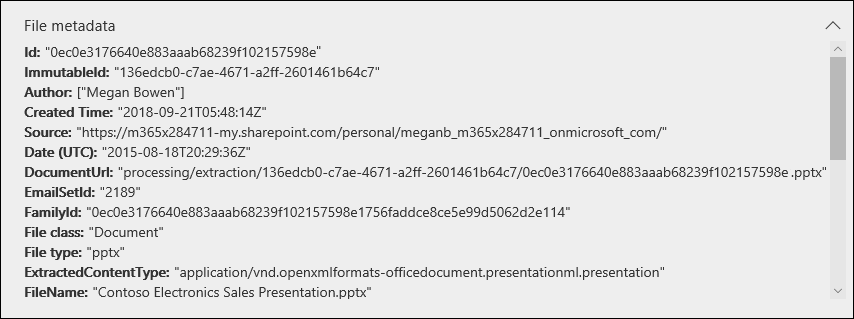 File metadata
Id: "0ec0e3176640e883aaab68239f102157598e"
ImmutableId: "136edcb0-c7ae-4671-a2ff-2601461b64c7"
Author: ["Megan Bowen"]
Created Time: "2018-09-21T05:48:14Z"
Source: "https://m365x284711-my.sharepoint.com/personal/meganb_m365x284711_onmicrosoft_com/"
Date (UTC): "2015-08-18T20:29:36Z"
DocumentUrl: "processing/extraction/136edcb0-c7ae-4671-a2ff-2601461b64c7/0ec0e3176640e883aaab68239f102157598e .pptx"
EmailSetId: "2189"
FamilyId: "0ec0e3176640e883aaab68239f102157598e1756faddce8ce5e99d5062d2e114"
File class: "Document"
File type: "pptx"
ExtractedContentType: "application/vnd.openxmlformats-officedocument.presentationml.presentation"
FileName: "Contoso Electronics Sales Presentation.pptx"